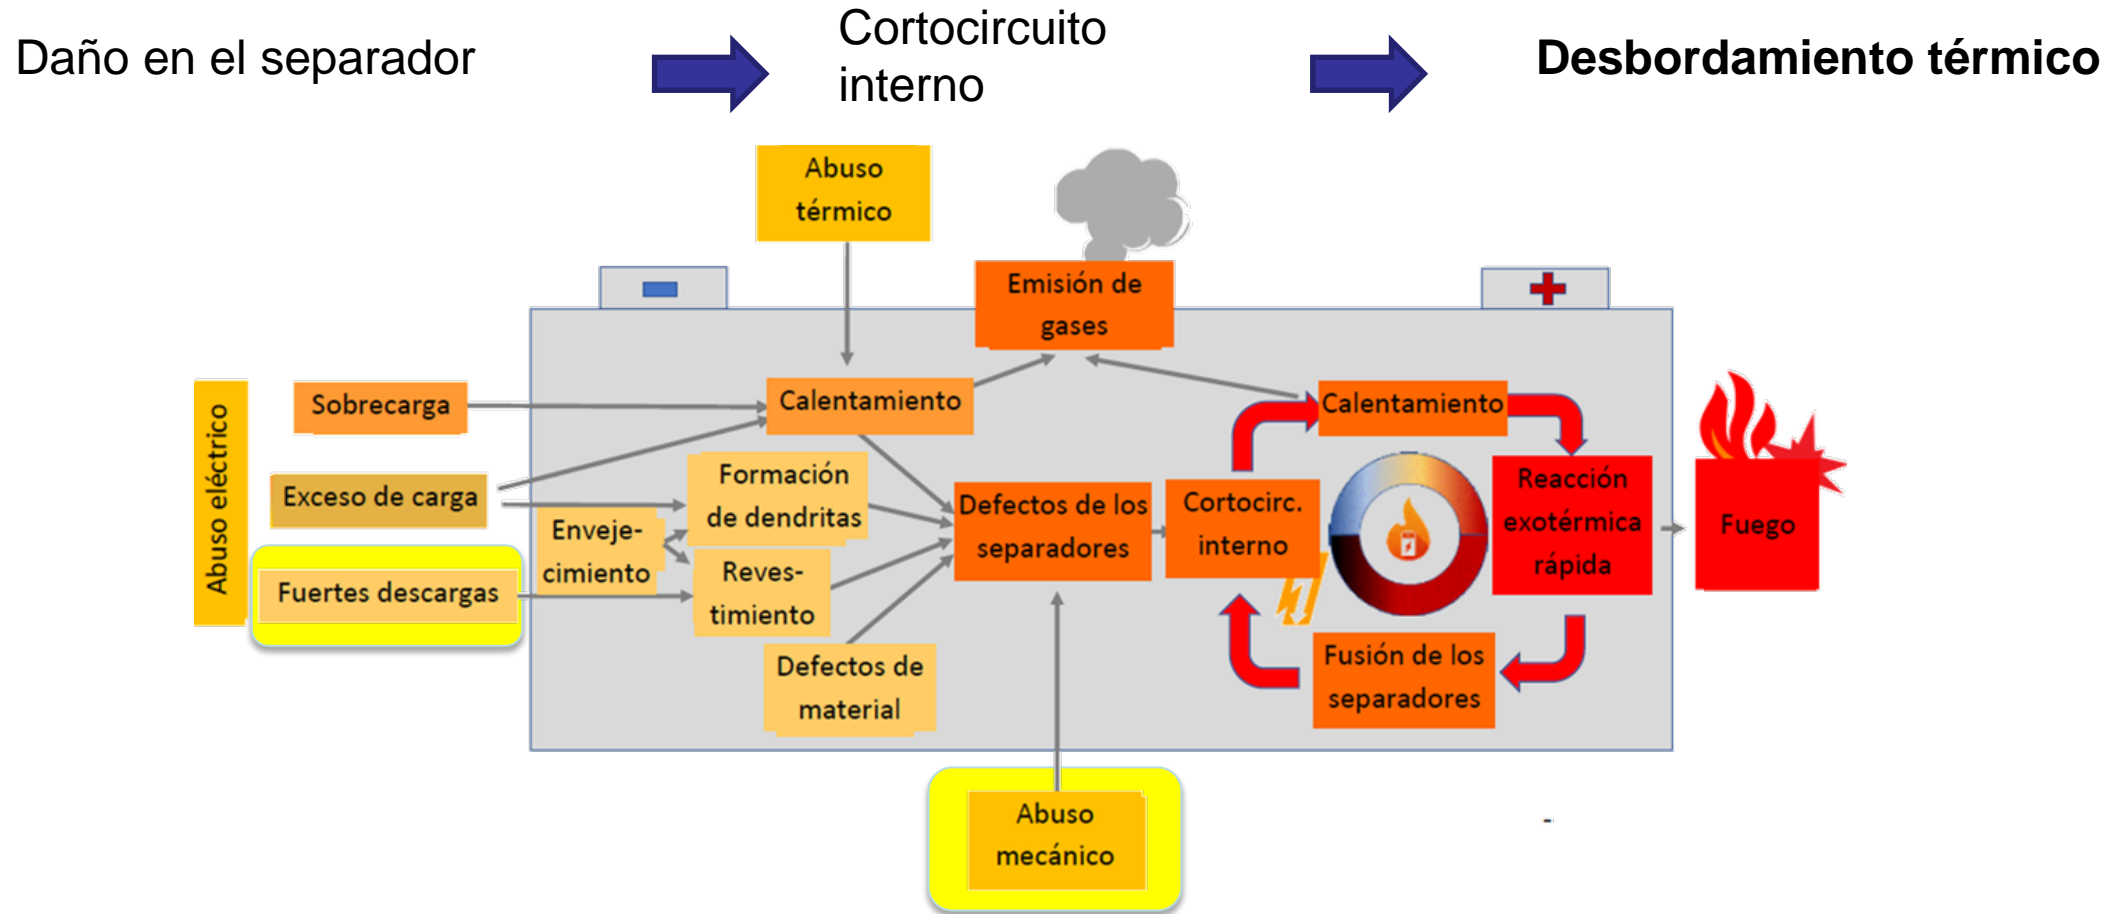 Daño en el separador
Cortocircuito
interno
Desbordamiento térmico
Abuso
térmico
Emisión de
gases
Abuso eléctrico
Sobrecarga
Calentamiento
Calentamiento
Exceso de carga
Formación
de dendritas
Enveje-
cimiento
Defectos de los
separadores
Cortocirc.
interno
Reacción
exotérmica
rápida
Fuego
Fuertes descargas
Reves-
timiento
Defectos de
material
Fusión de los
separadores
Abuso
mecánico